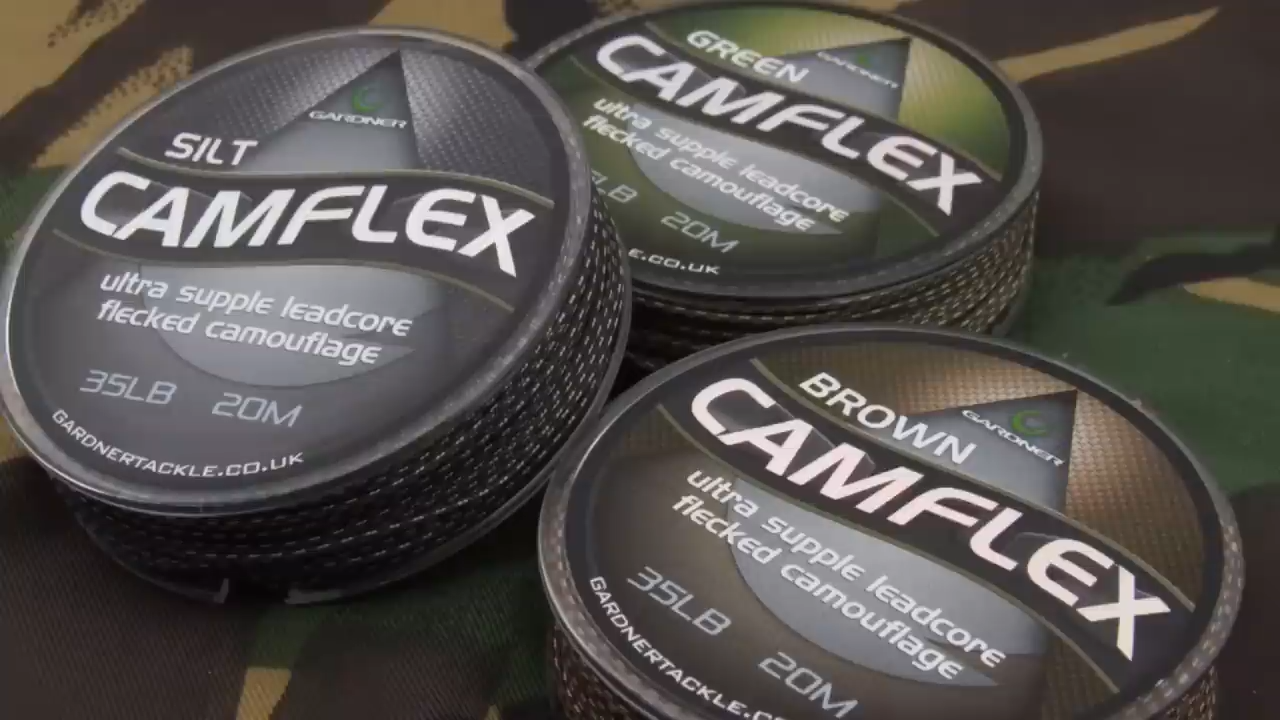 GARDNER
SILT
CAMFLEX
ultra supple leadcore
flecked camouflage
35LB 20M
GARDNERTACKLE.CO.UK
GARDNER
GREEN
CAMFLEX
ultra supple leadcore
flecked camouflage
LB 20M
E.CO.UK
GARDNER
BROWN
CAMFLEX
ultra supple leadcore
flecked camouflage
35LB 20M
GARDNERTACKLE.C